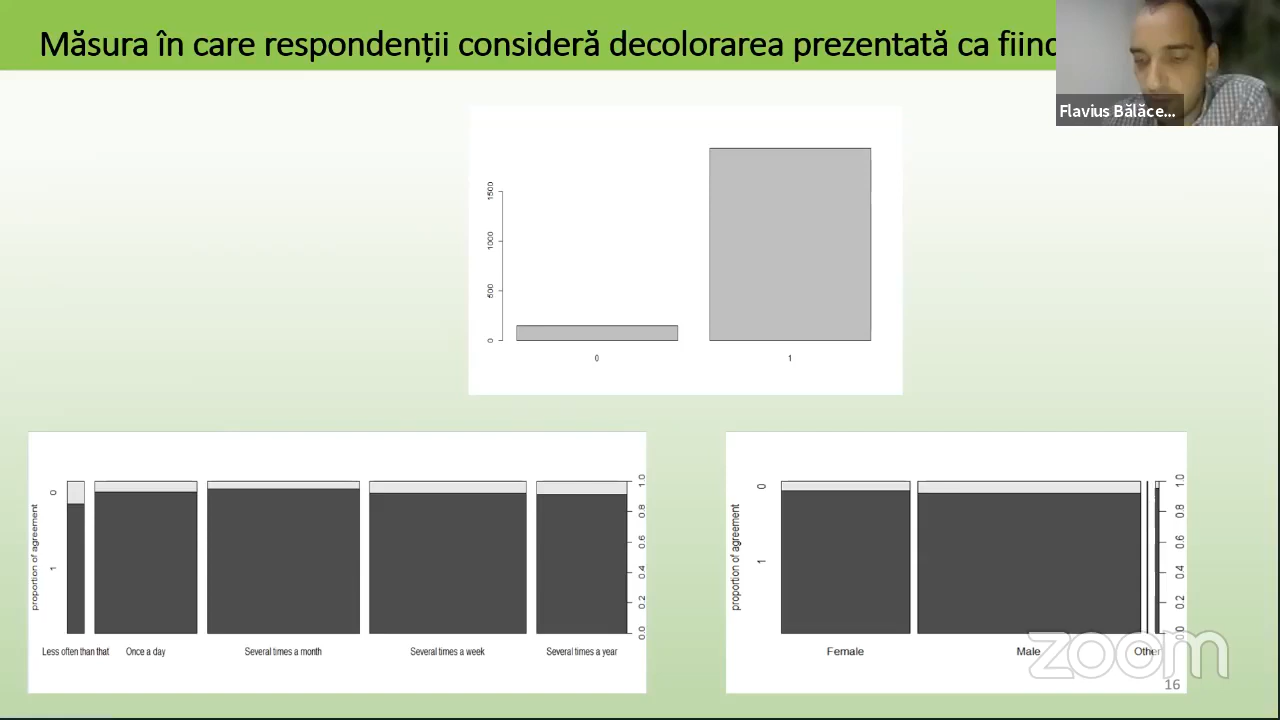 Măsura în care respondenții consideră decolorarea prezentată ca fiind
Flavius Bălăce...
1500
1000
500
0
0
1
proportion of agreement
0
1
1.0
0.8
0.6
0.4
0.2
0.0
Less often than that
Once a day
Several times a month
Several times a week
Several times a year
proportion of agreement
0
1
1.0
0.8
0.6
0.4
0.2
0.0
Female
Male
Other
zoom
16